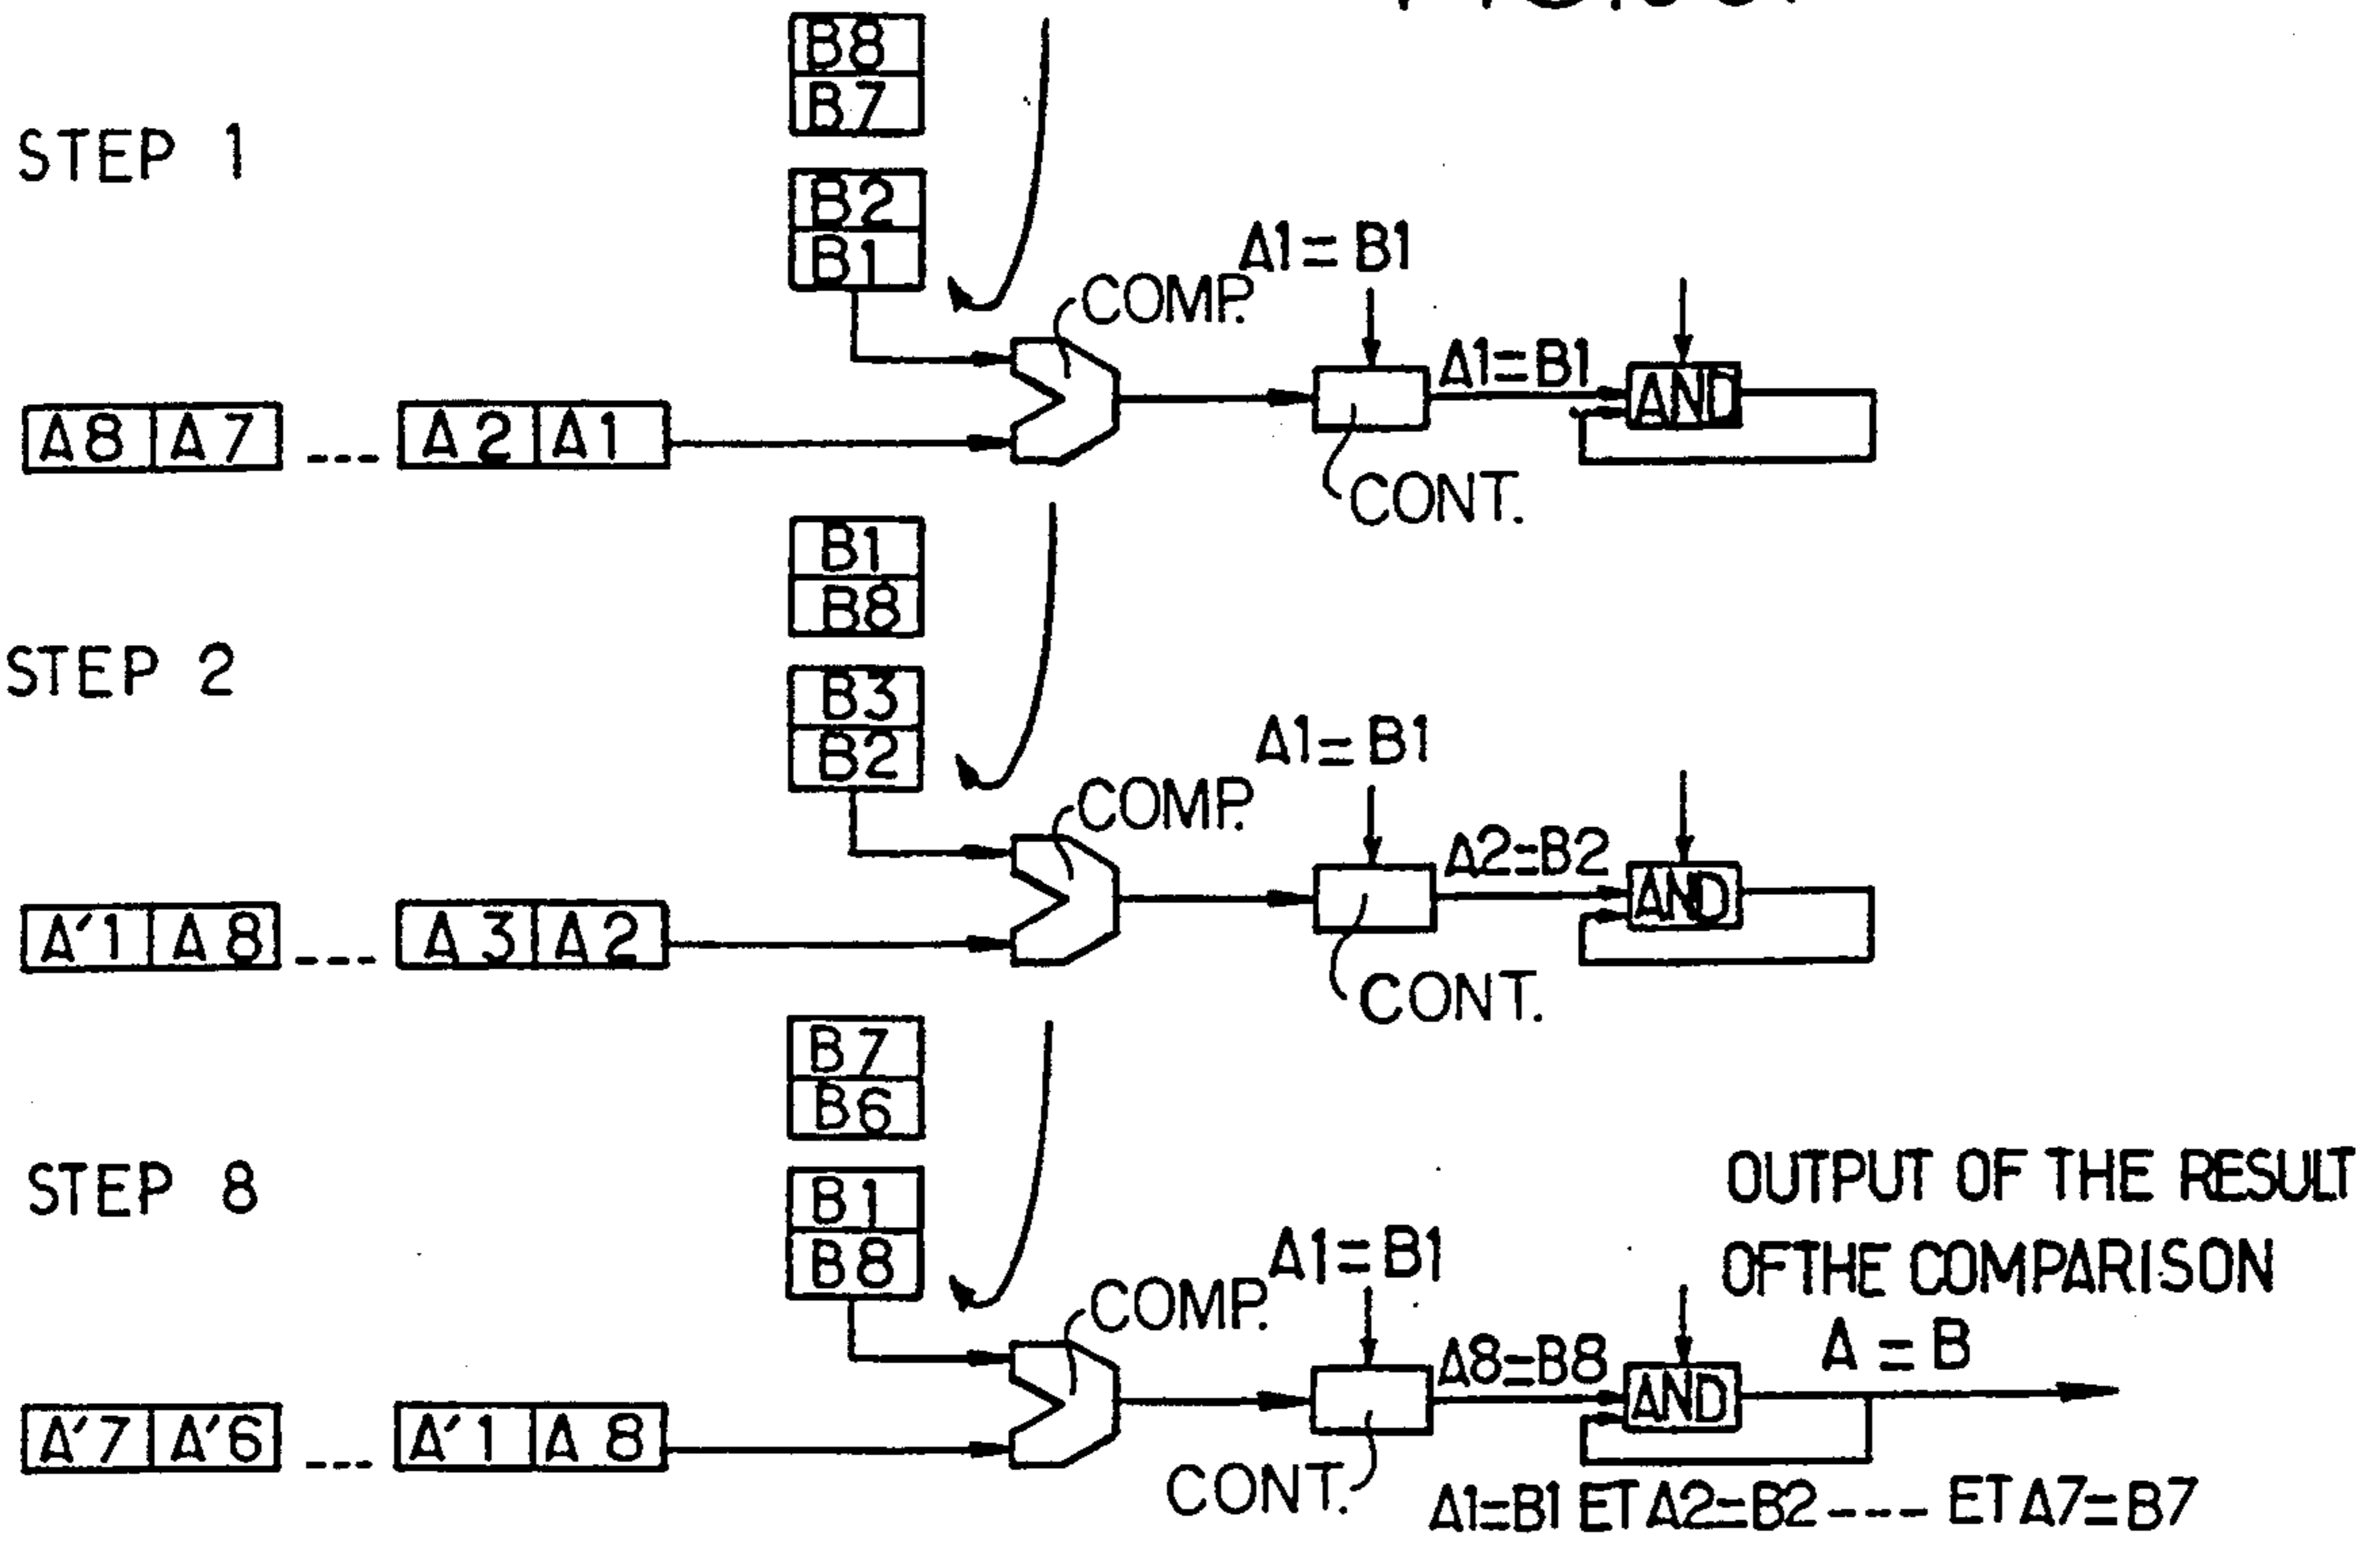 B8
B7
STEP 1
B2
B1
A1=B1
COMP.
A1=B1
AND
A8 A7 --- A2 A1
CONT.
B1
B8
STEP 2
B3
B2
A1=B1
COMP.
A2=B2
AND
A'1 A8 --- A3 A2
CONT.
B7
B6
STEP 8
B1
B8
OUTPUT OF THE RESULT
OF THE COMPARISON
A1=B1
COMP.
A8=B8
AND
A = B
A'7 A'6 --- A'1 A8
CONT.
A1=B1 ET A2=B2---- ET A7=B7